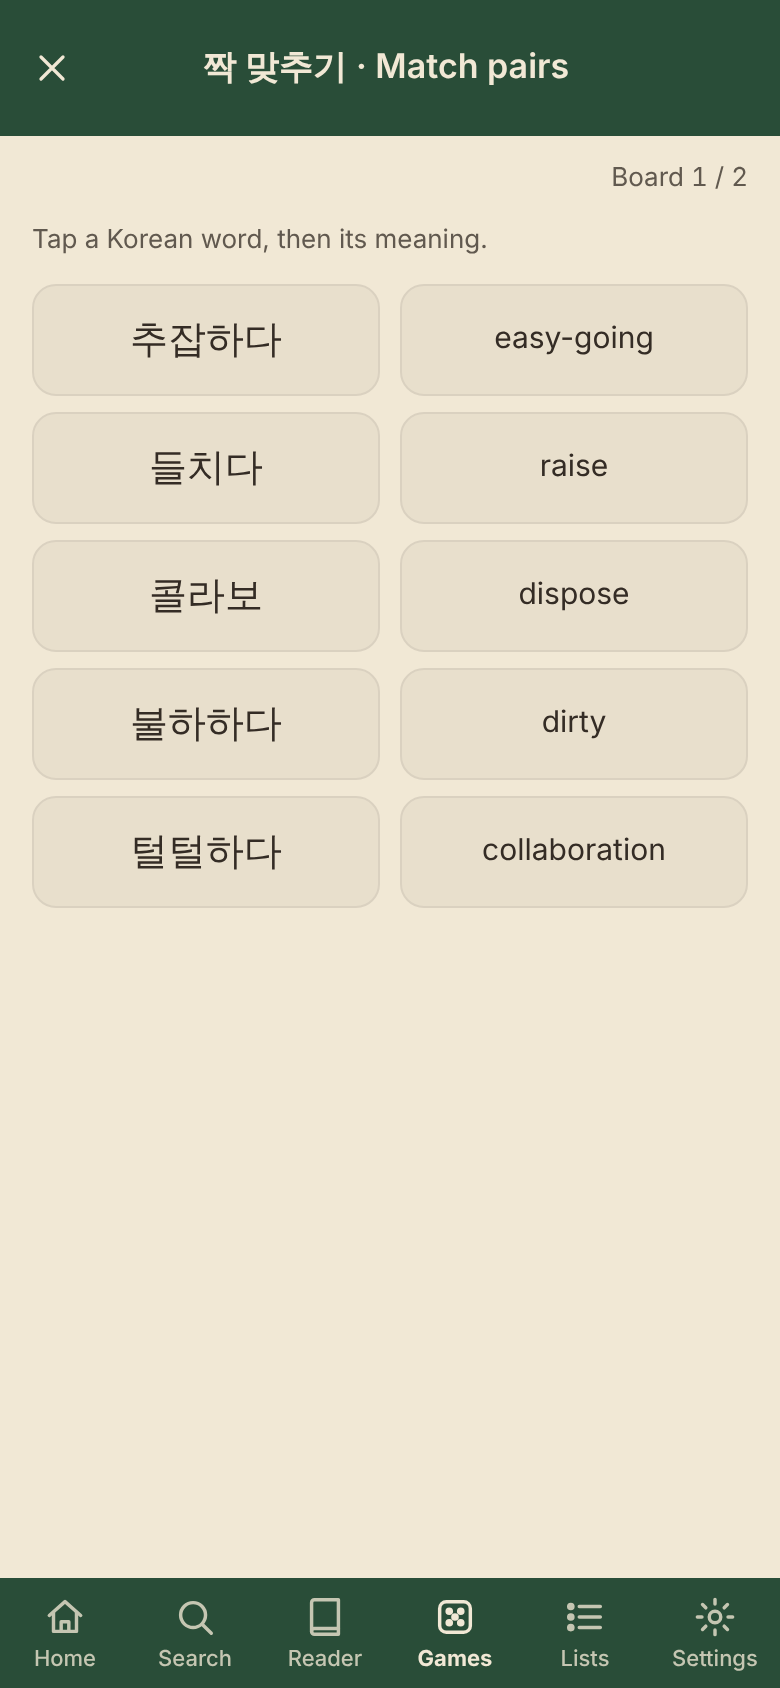 짝 맞추기 · Match pairs
Board 1 / 2
Tap a Korean word, then its meaning.
추잡하다 easy-going
들치다 raise
콜라보 dispose
불하하다 dirty
털털하다 collaboration
Home Search Reader Games Lists Settings